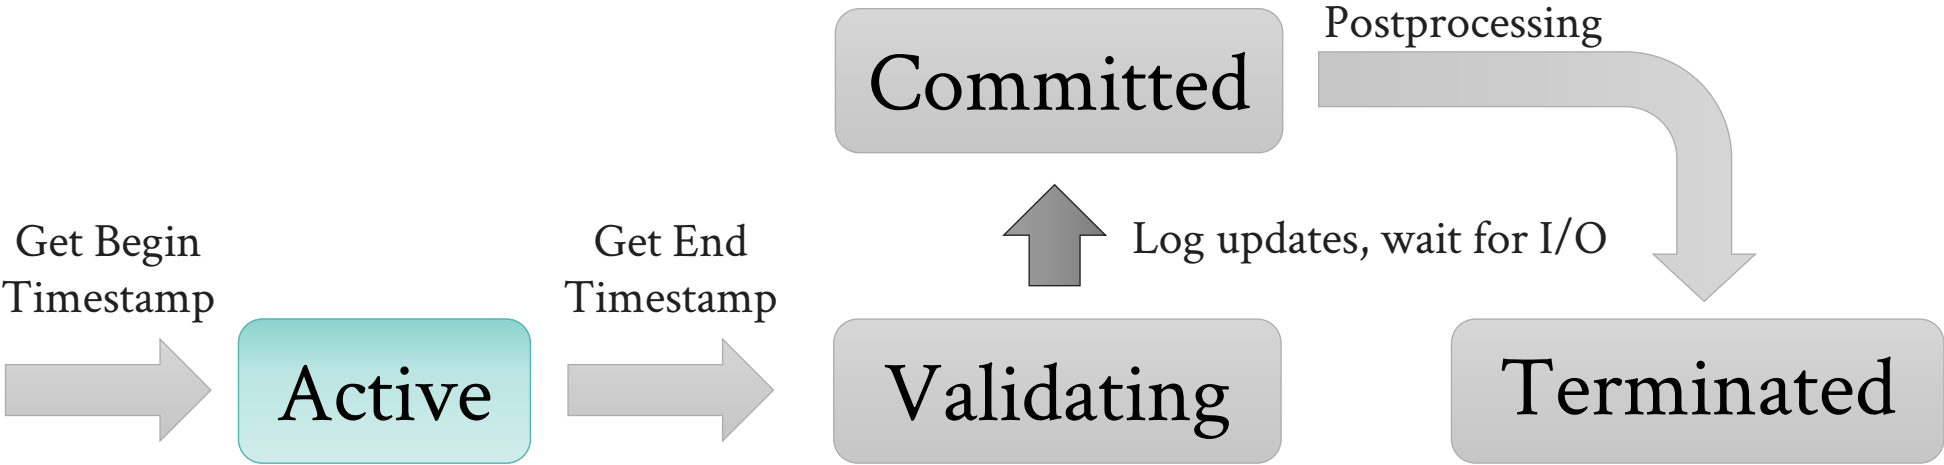 Get Begin
Timestamp
Active
Get End
Timestamp
Validating
Log updates, wait for I/O
Committed
Postprocessing
Terminated